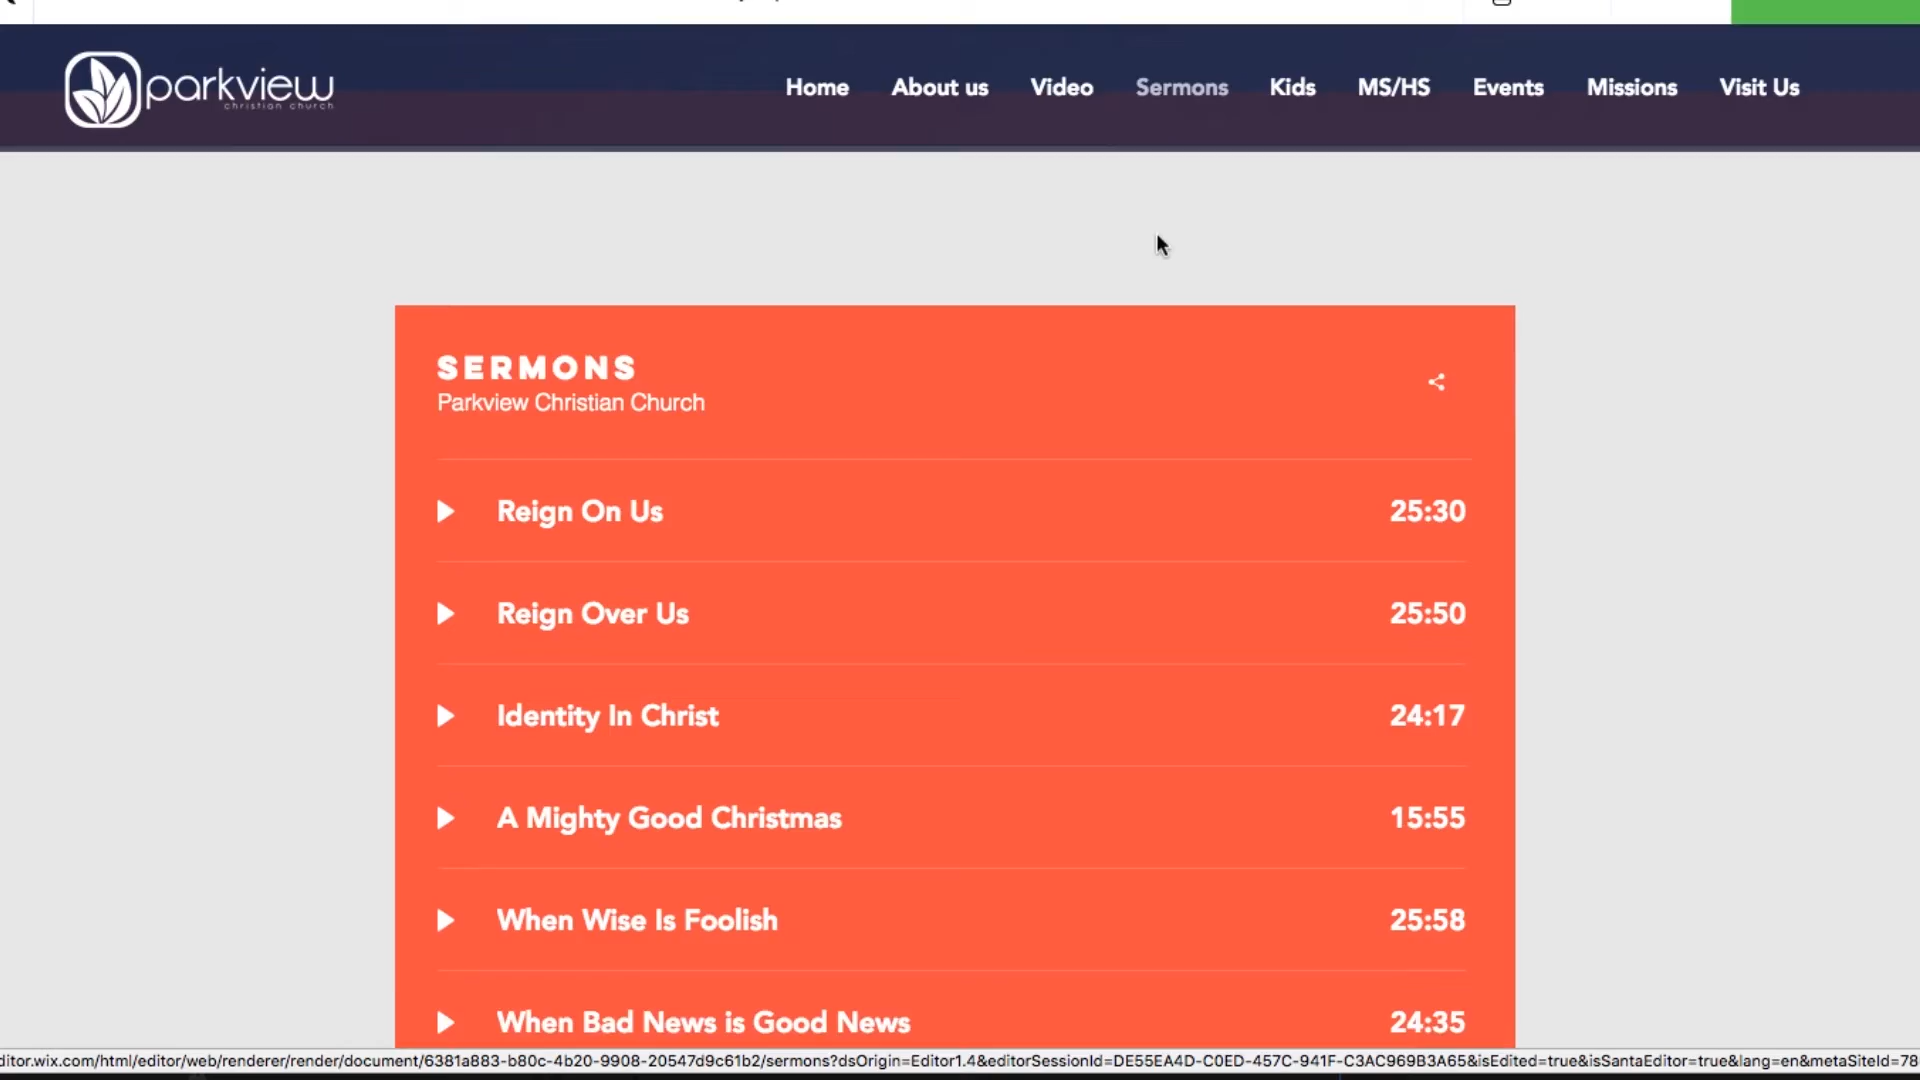 parkview
christian church
Home About us Video Sermons Kids MS/HS Events Missions Visit Us
SERMONS
Parkview Christian Church
Reign On Us 25:30
Reign Over Us 25:50
Identity In Christ 24:17
A Mighty Good Christmas 15:55
When Wise Is Foolish 25:58
When Bad News is Good News 24:35
ditor.wix.com/html/editor/web/renderer/render/document/6381a883-b80c-4b20-9908-20547d9c61b2/sermons?dsOrigin=Editor1.4&editorSessionId=DE55EA4D-C0ED-457C-941F-C3AC969B3A65&isEdited=true&isSantaEditor=true&lang=en&metaSiteId=78